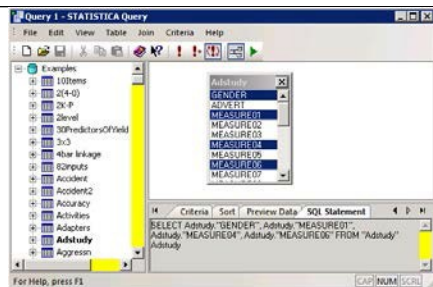 Query 1 - STATISTICA Query
File Edit View Table Join Criteria Help
Examples
10Items
2(4-0)
2K-P
2level
30PredictorsOfYield
3x3
4bar linkage
62inputs
Accident
Accident2
Accuracy
Activities
Adapters
Adstudy
Aggressn
Adstudy
GENDER
ADVERT
MEASURE01
MEASURE02
MEASURE03
MEASURE04
MEASURE05
MEASURE06
MEASURE07
Criteria Sort Preview Data SQL Statement
SELECT Adstudy."GENDER", Adstudy."MEASURE01",
Adstudy."MEASURE04", Adstudy."MEASURE06" FROM "Adstudy"
Adstudy
For Help, press F1
CAP NUM SCRL